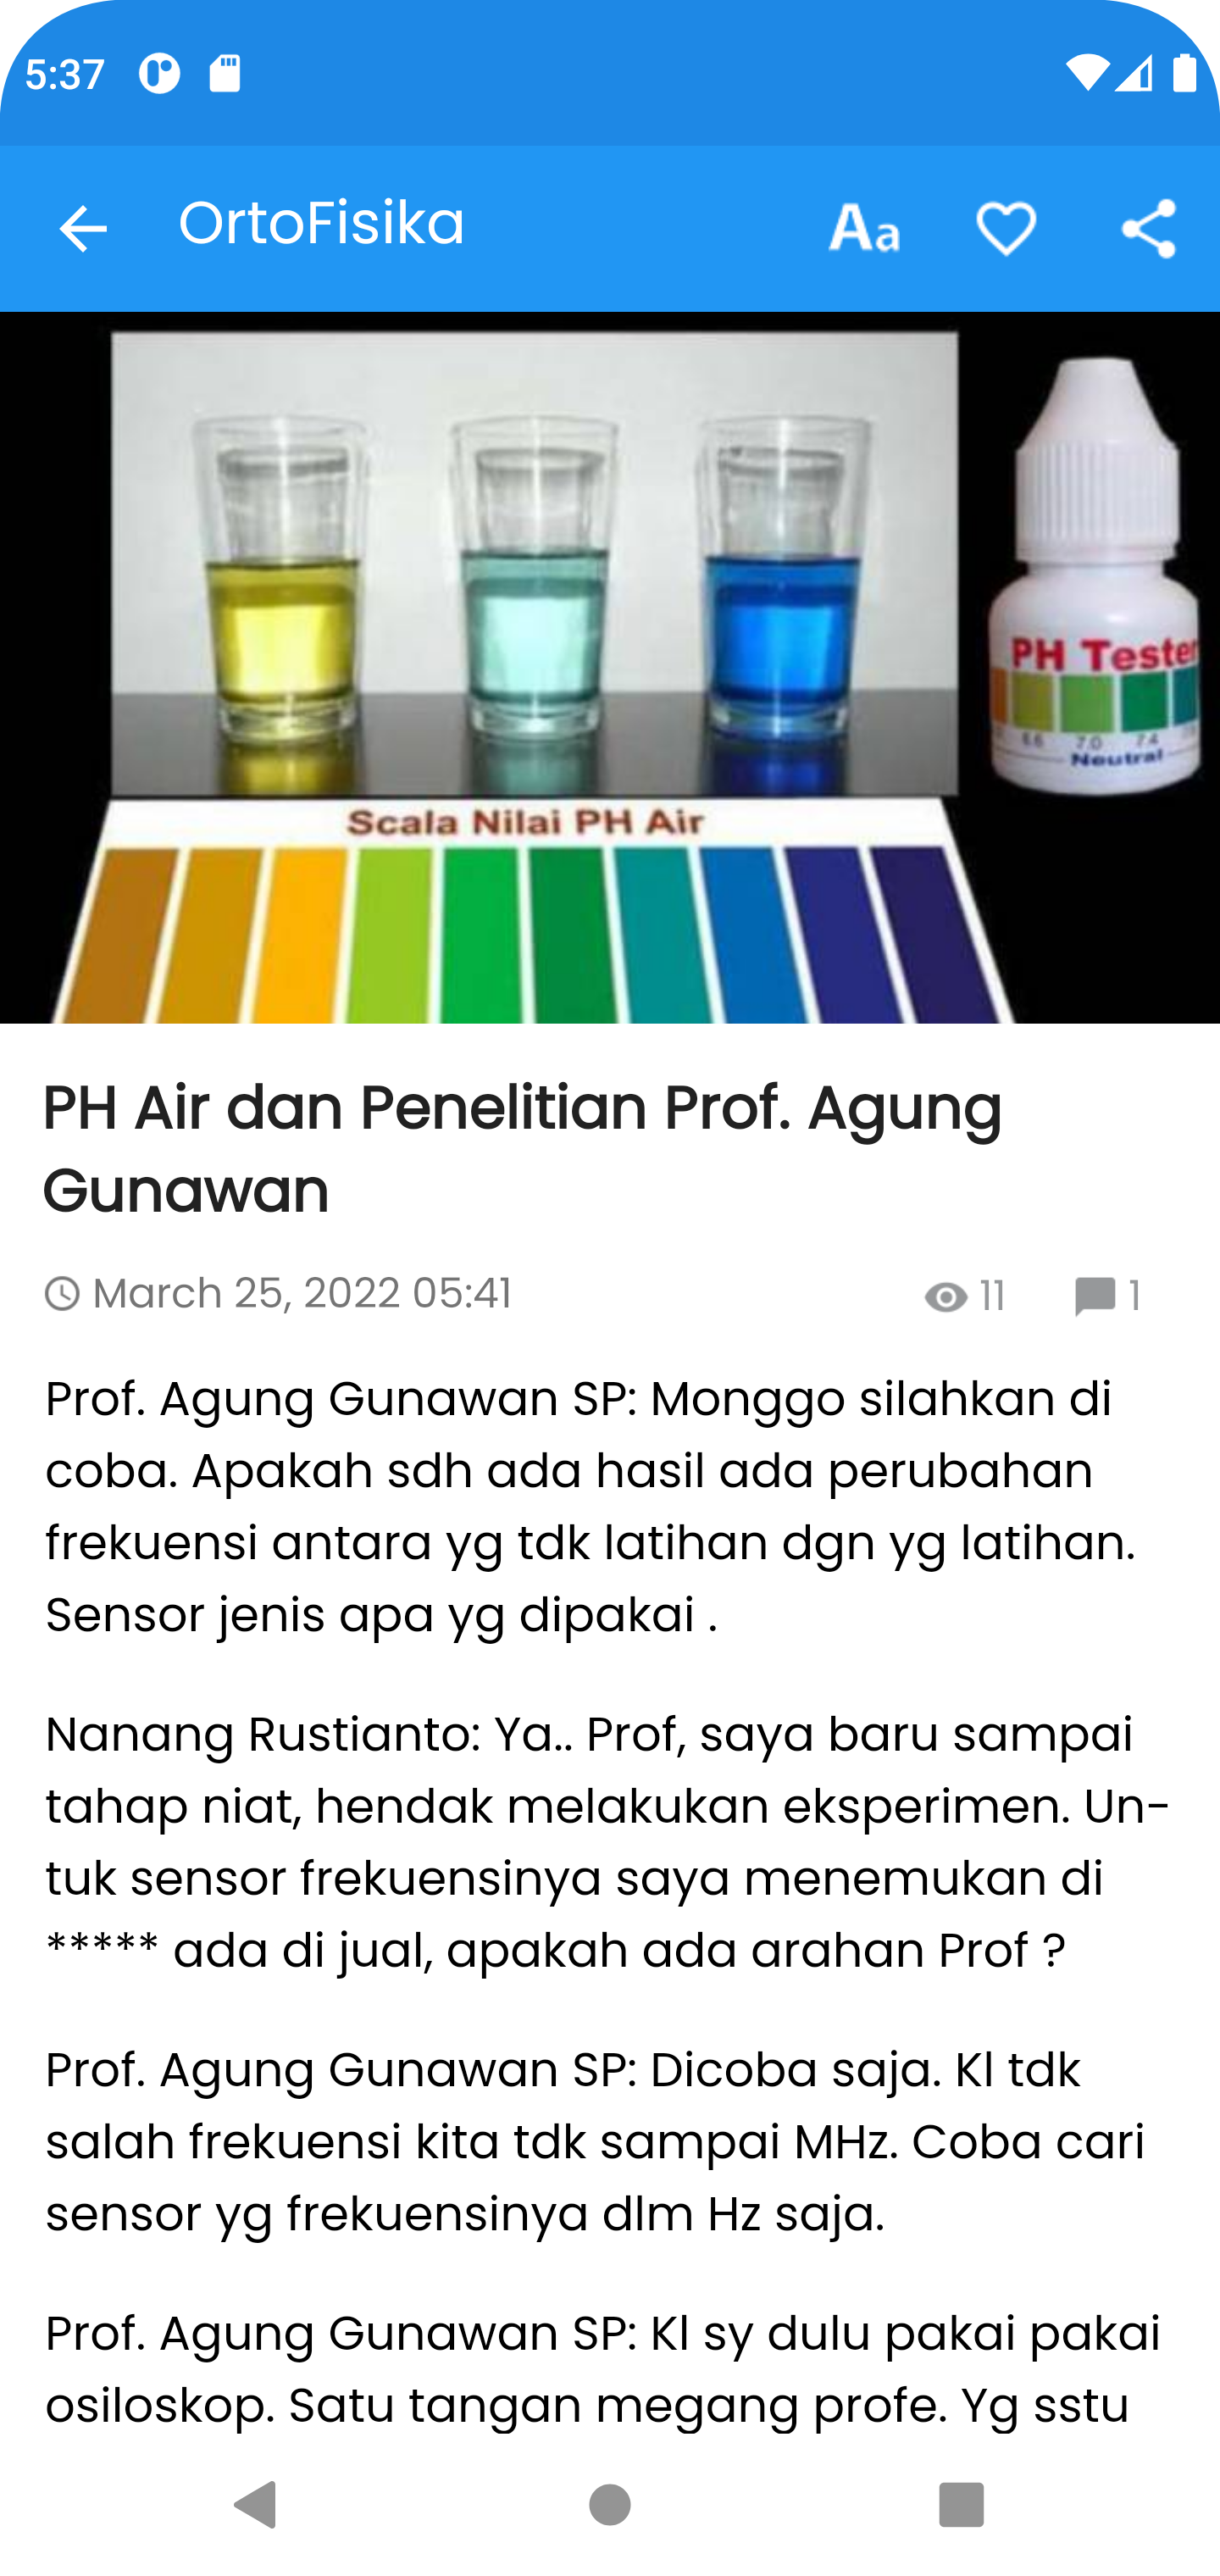 5:37
OrtoFisika
Aa
PH Tester
6.6 7.0 7.4
Neutral
Scala Nilai PH Air
PH Air dan Penelitian Prof. Agung
Gunawan
March 25, 2022 05:41
11
1
Prof. Agung Gunawan SP: Monggo silahkan di
coba. Apakah sdh ada hasil ada perubahan
frekuensi antara yg tdk latihan dgn yg latihan.
Sensor jenis apa yg dipakai .
Nanang Rustianto: Ya.. Prof, saya baru sampai
tahap niat, hendak melakukan eksperimen. Un-
tuk sensor frekuensinya saya menemukan di
***** ada di jual, apakah ada arahan Prof ?
Prof. Agung Gunawan SP: Dicoba saja. Kl tdk
salah frekuensi kita tdk sampai MHz. Coba cari
sensor yg frekuensinya dlm Hz saja.
Prof. Agung Gunawan SP: Kl sy dulu pakai pakai
osiloskop. Satu tangan megang profe. Yg sstu